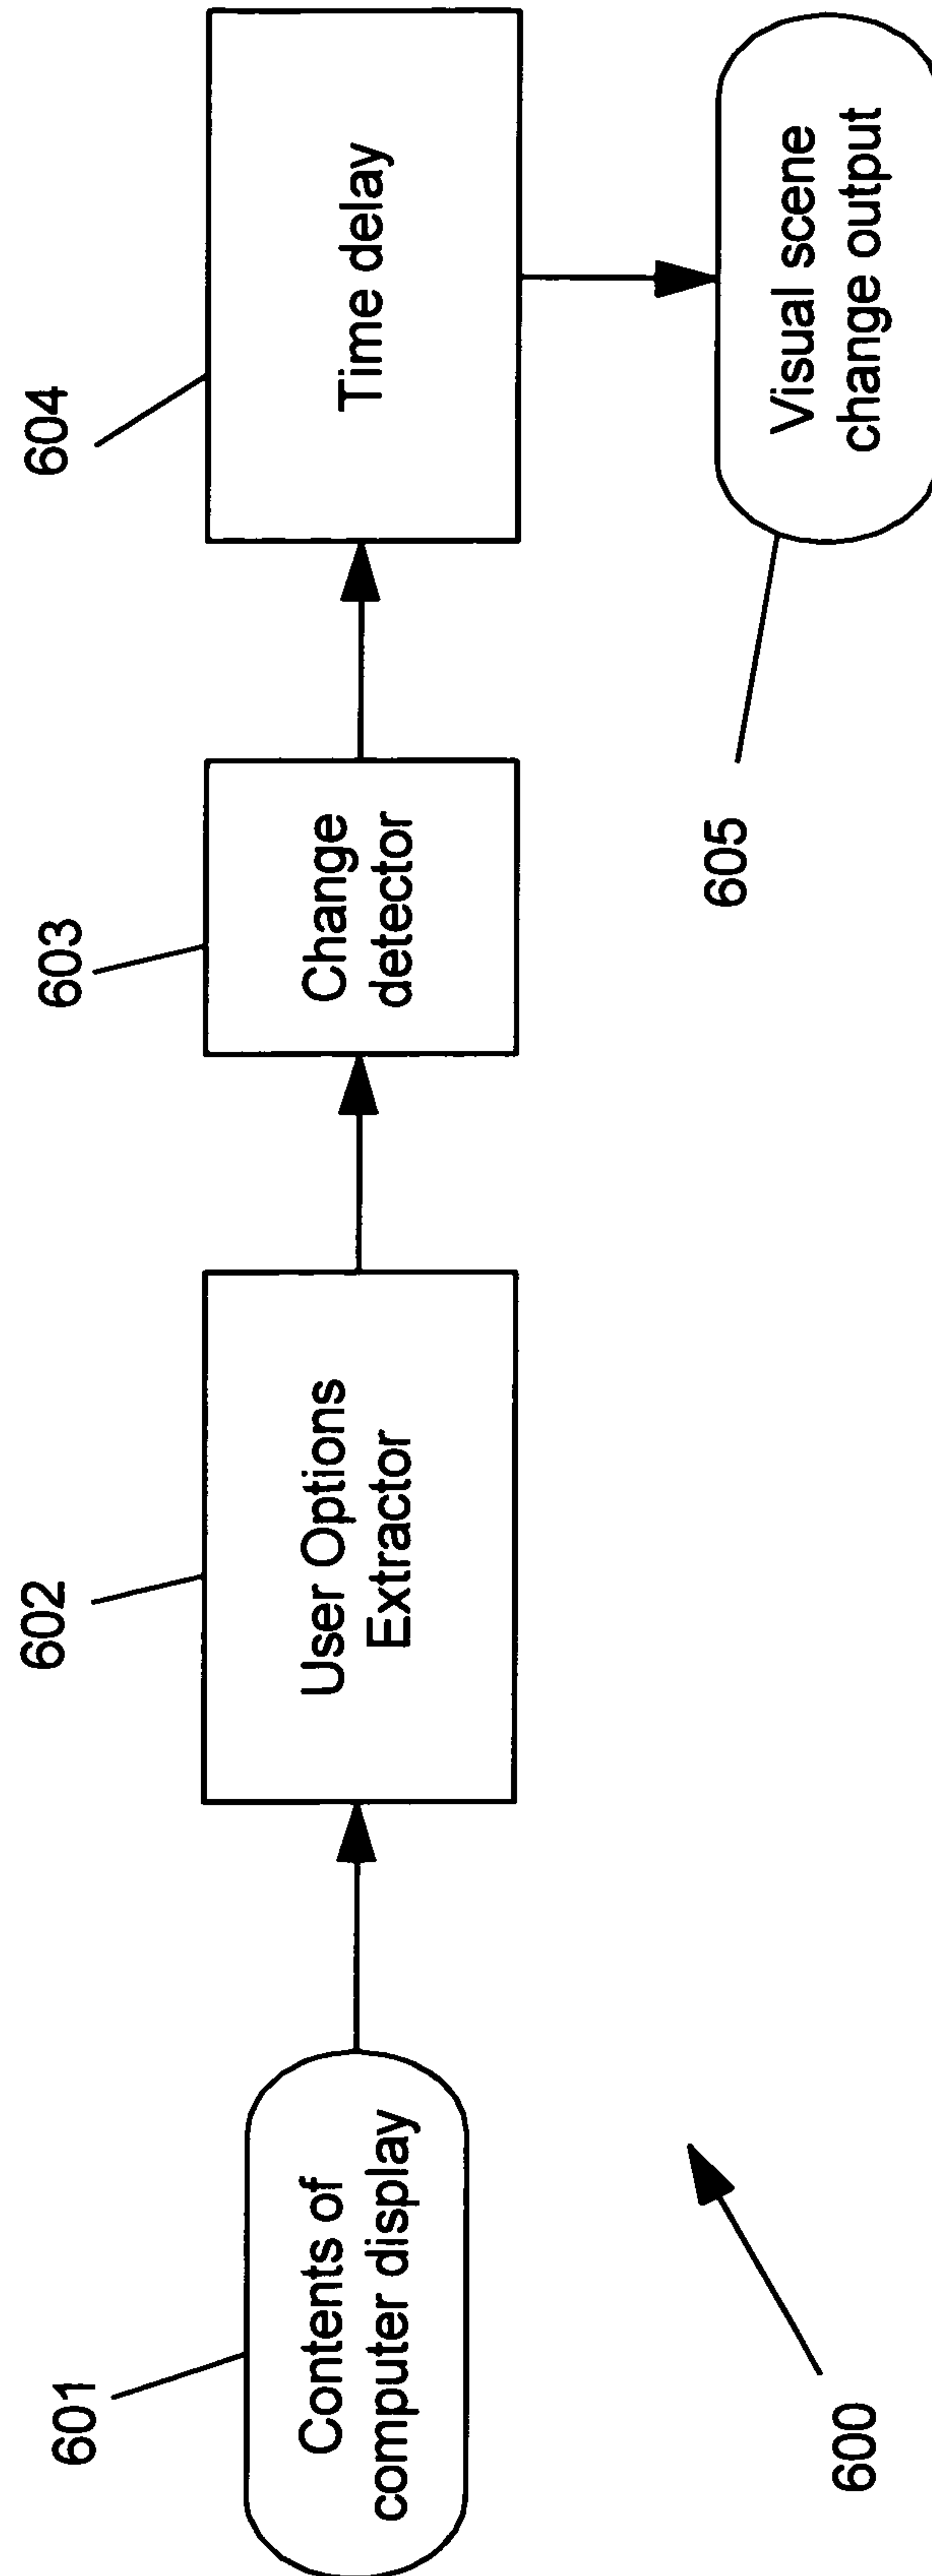 601
Contents of
computer display
602
User Options
Extractor
603
Change
detector
604
Time delay
605
Visual scene
change output
600